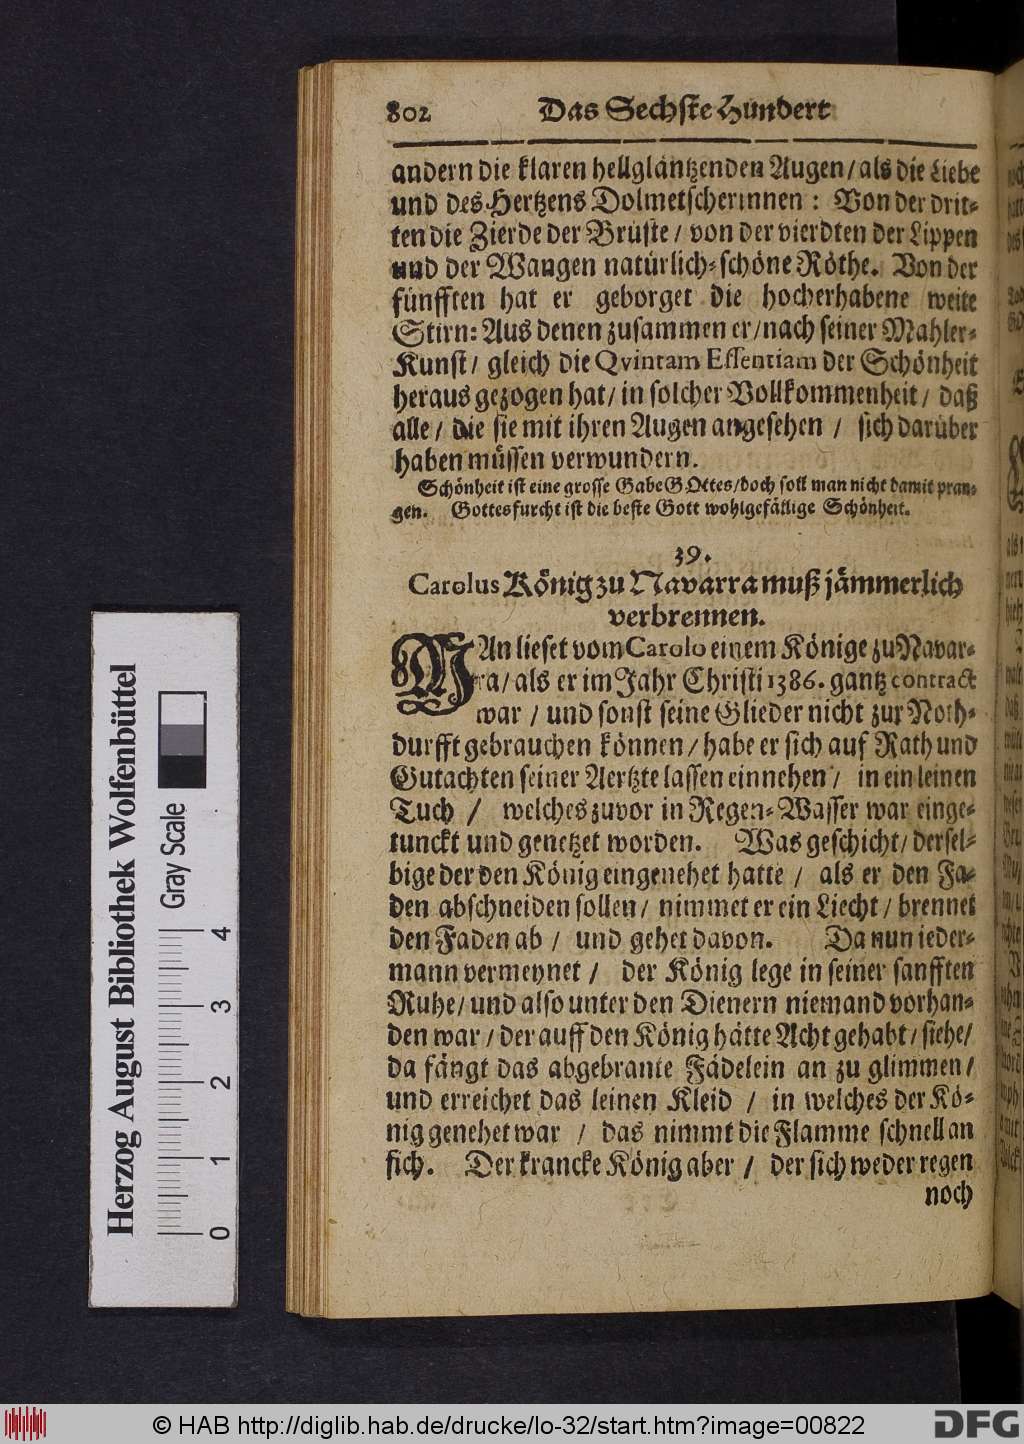 802 Das Sechste Hundert
andern die klaren hellgläntzenden Augen / als die Liebe
und des Hertzens Dolmetscherinnen : Von der drit-
ten die Zierde der Brüste / von der vierdten der Lippen
und der Wangen natürlich-schöne Röthe. Von der
fünfften hat er geborget die hocherhabene weite
Stirn: Aus denen zusammen er / nach seiner Mahler-
Kunst / gleich die Qvintam Essentiam der Schönheit
heraus gezogen hat / in solcher Vollkommenheit / daß
alle / die sie mit ihren Augen angesehen / sich darüber
haben müssen verwundern.
Schönheit ist eine grosse Gabe GOttes / doch soll man nicht damit pran-
gen. Gottesfurcht ist die beste Gott wohlgefällige Schönheit.
39.
Carolus König zu Navarra muß jämmerlich
verbrennen.
MAn lieset vom Carolo einem Könige zu Navar-
ra / als er im Jahr Christi 1386. gantz contract
war / und sonst seine Glieder nicht zur Noth-
durfft gebrauchen können / habe er sich auf Rath und
Gutachten seiner Aertzte lassen einnehen / in ein leinen
Tuch / welches zuvor in Regen-Wasser war einge-
tunckt und genetzet worden. Was geschicht / dersel-
bige der den König eingenehet hatte / als er den Fa-
den abschneiden sollen / nimmet er ein Liecht / brennet
den Faden ab / und gehet davon. Da nun ieder-
mann vermeynet / der König lege in seiner sanfften
Ruhe / und also unter den Dienern niemand vorhan-
den war / der auff den König hätte Acht gehabt / siehe /
da fängt das abgebrante Fädelein an zu glimmen /
und erreichet das leinen Kleid / in welches der Kö-
nig genehet war / das nimmt die Flamme schnell an
sich. Der krancke König aber / der sich weder regen
noch
Herzog August Bibliothek Wolfenbüttel
Gray Scale
0 1 2 3 4
© HAB http://diglib.hab.de/drucke/lo-32/start.htm?image=00822
DFG